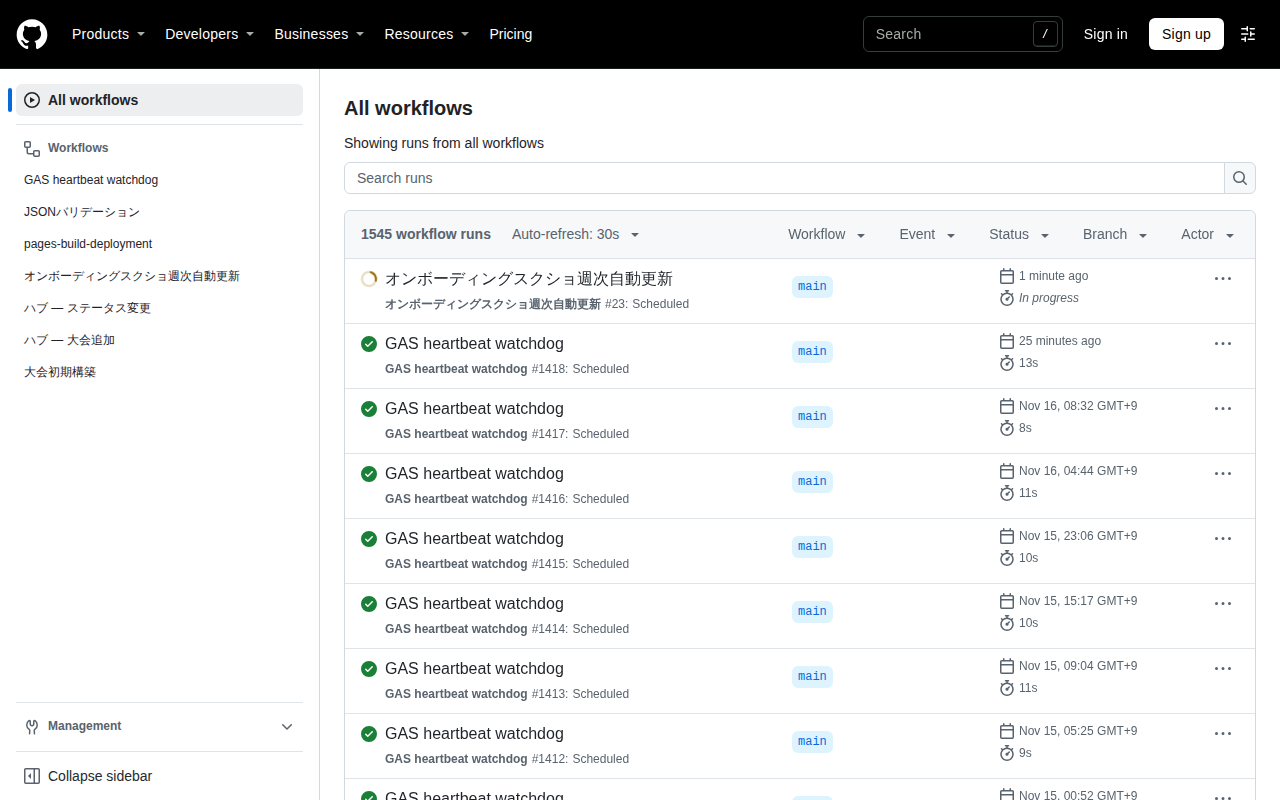 Products Developers Businesses Resources Pricing Search / Sign in Sign up
All workflows
Workflows
GAS heartbeat watchdog
JSONバリデーション
pages-build-deployment
オンボーディングスクショ週次自動更新
ハブ — ステータス変更
ハブ — 大会追加
大会初期構築
Management
Collapse sidebar
All workflows
Showing runs from all workflows
Search runs
1545 workflow runs Auto-refresh: 30s Workflow Event Status Branch Actor
オンボーディングスクショ週次自動更新 main 1 minute ago
オンボーディングスクショ週次自動更新 #23: Scheduled In progress
GAS heartbeat watchdog main 25 minutes ago
GAS heartbeat watchdog #1418: Scheduled 13s
GAS heartbeat watchdog main Nov 16, 08:32 GMT+9
GAS heartbeat watchdog #1417: Scheduled 8s
GAS heartbeat watchdog main Nov 16, 04:44 GMT+9
GAS heartbeat watchdog #1416: Scheduled 11s
GAS heartbeat watchdog main Nov 15, 23:06 GMT+9
GAS heartbeat watchdog #1415: Scheduled 10s
GAS heartbeat watchdog main Nov 15, 15:17 GMT+9
GAS heartbeat watchdog #1414: Scheduled 10s
GAS heartbeat watchdog main Nov 15, 09:04 GMT+9
GAS heartbeat watchdog #1413: Scheduled 11s
GAS heartbeat watchdog main Nov 15, 05:25 GMT+9
GAS heartbeat watchdog #1412: Scheduled 9s
GAS heartbeat watchdog Nov 15, 00:52 GMT+9